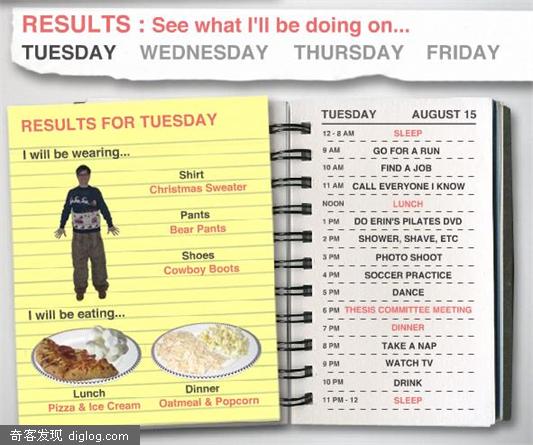 RESULTS : See what I'll be doing on...
TUESDAY WEDNESDAY THURSDAY FRIDAY
RESULTS FOR TUESDAY
I will be wearing...
Shirt
Christmas Sweater
Pants
Bear Pants
Shoes
Cowboy Boots
I will be eating...
Lunch
Pizza & Ice Cream
Dinner
Oatmeal & Popcorn
TUESDAY AUGUST 15
12 - 8 AM SLEEP
9 AM GO FOR A RUN
10 AM FIND A JOB
11 AM CALL EVERYONE I KNOW
NOON LUNCH
1 PM DO ERIN'S PILATES DVD
2 PM SHOWER, SHAVE, ETC
3 PM PHOTO SHOOT
4 PM SOCCER PRACTICE
5 PM DANCE
6 PM THESIS COMMITTEE MEETING
7 PM DINNER
8 PM TAKE A NAP
9 PM WATCH TV
10 PM DRINK
11 PM - 12 SLEEP
奇客发现 diglog.com